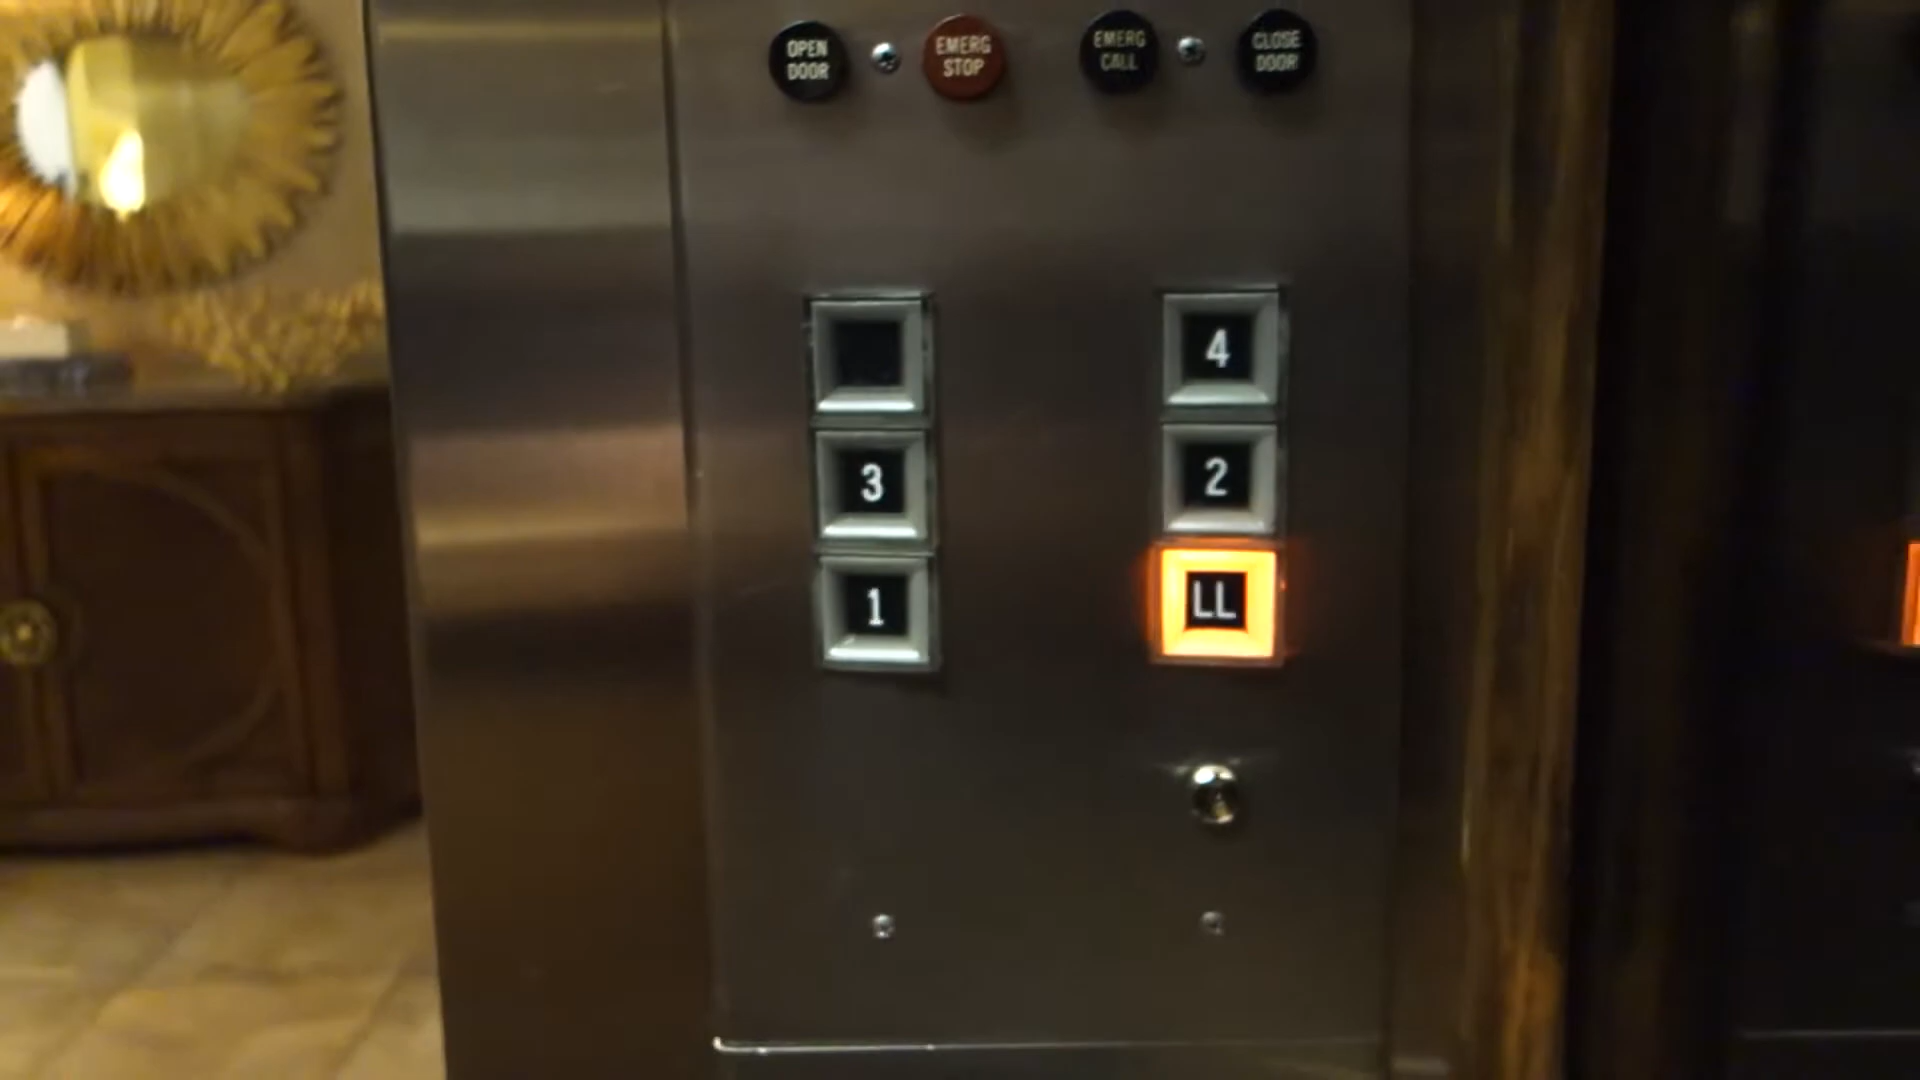 OPEN
DOOR
EMERG
STOP
EMERG
CALL
CLOSE
DOOR
4
3
2
1
LL